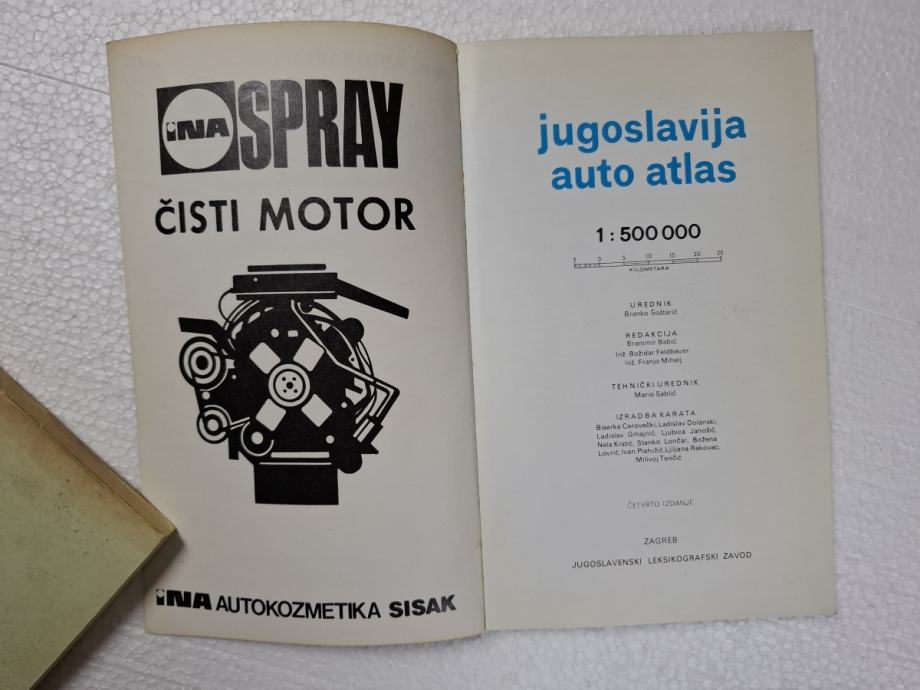 iNA SPRAY
ČISTI MOTOR
iNA AUTOKOZMETIKA SISAK
jugoslavija
auto atlas
1 : 500 000
5 0 5 10 15 20 25
KILOMETARA
UREDNIK
Branko Šoštarić
REDAKCIJA
Branimir Babić
Inž. Božidar Feldbauer
Inž. Franjo Mihelj
TEHNIČKI UREDNIK
Mario Sablić
IZRADBA KARATA
Biserka Cerovečki, Ladislav Dolanski,
Ladislav Gmajnić, Ljubica Janošić,
Nela Krstić, Stanko Lončar, Božena
Lovrić, Ivan Platužić, Ljiljana Rakovac,
Milivoj Tenčić
ČETVRTO IZDANJE
ZAGREB
JUGOSLAVENSKI LEKSIKOGRAFSKI ZAVOD